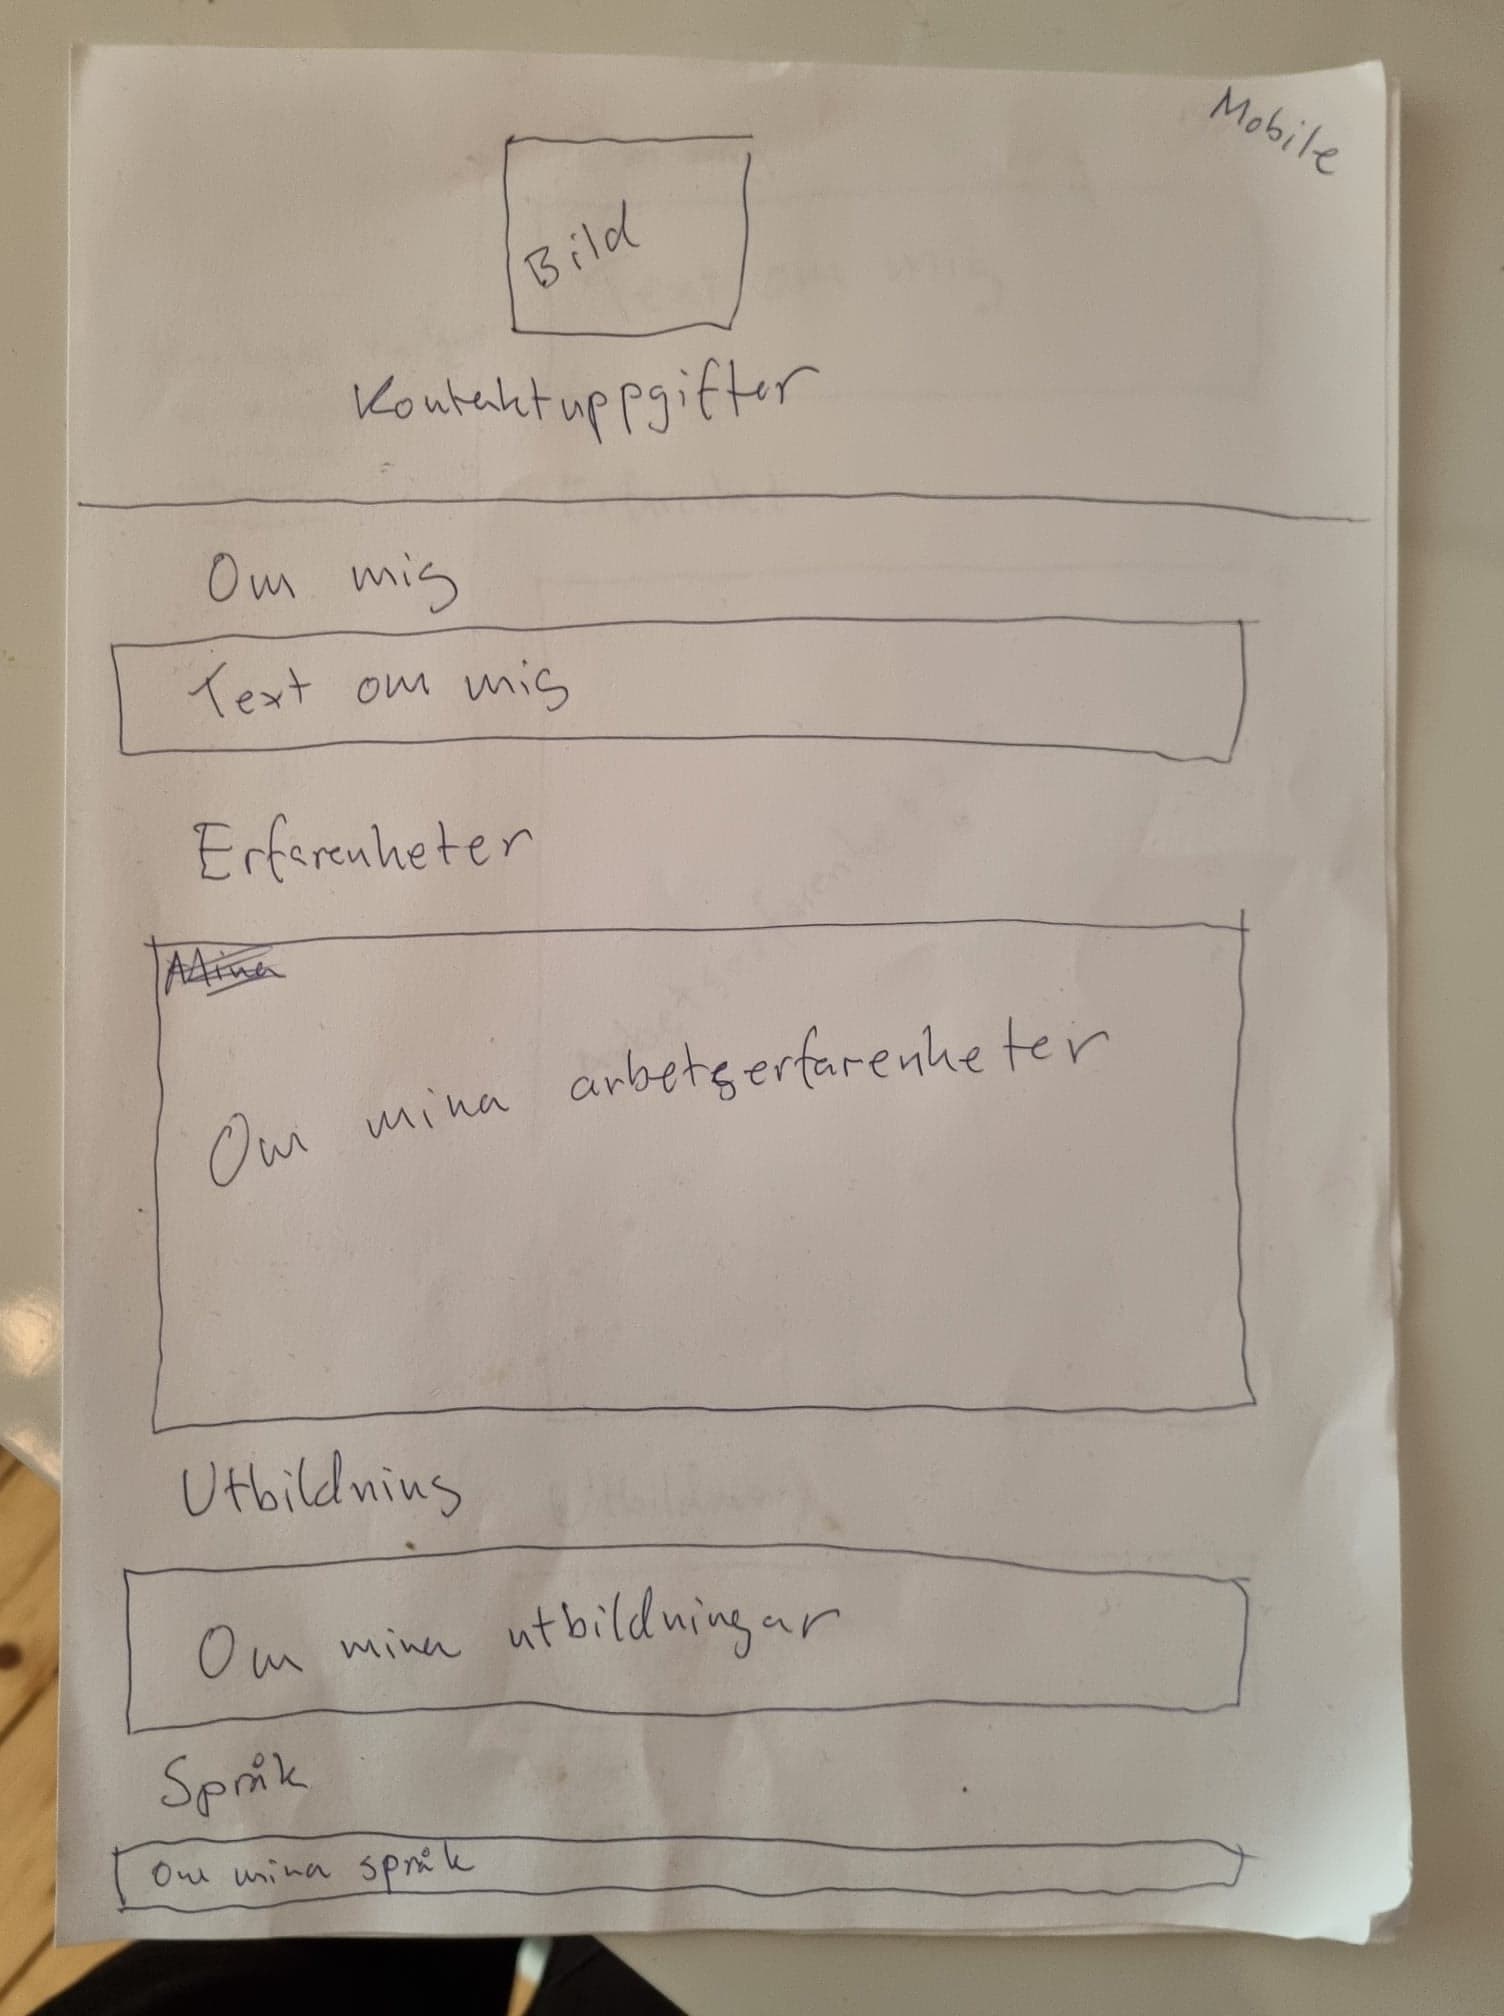 Mobile
Bild
Kontaktuppgifter
Om mig
Text om mig
Erfarenheter
Mina
Om mina arbetserfarenheter
Utbildning
Om mina utbildningar
Språk
Om mina språk